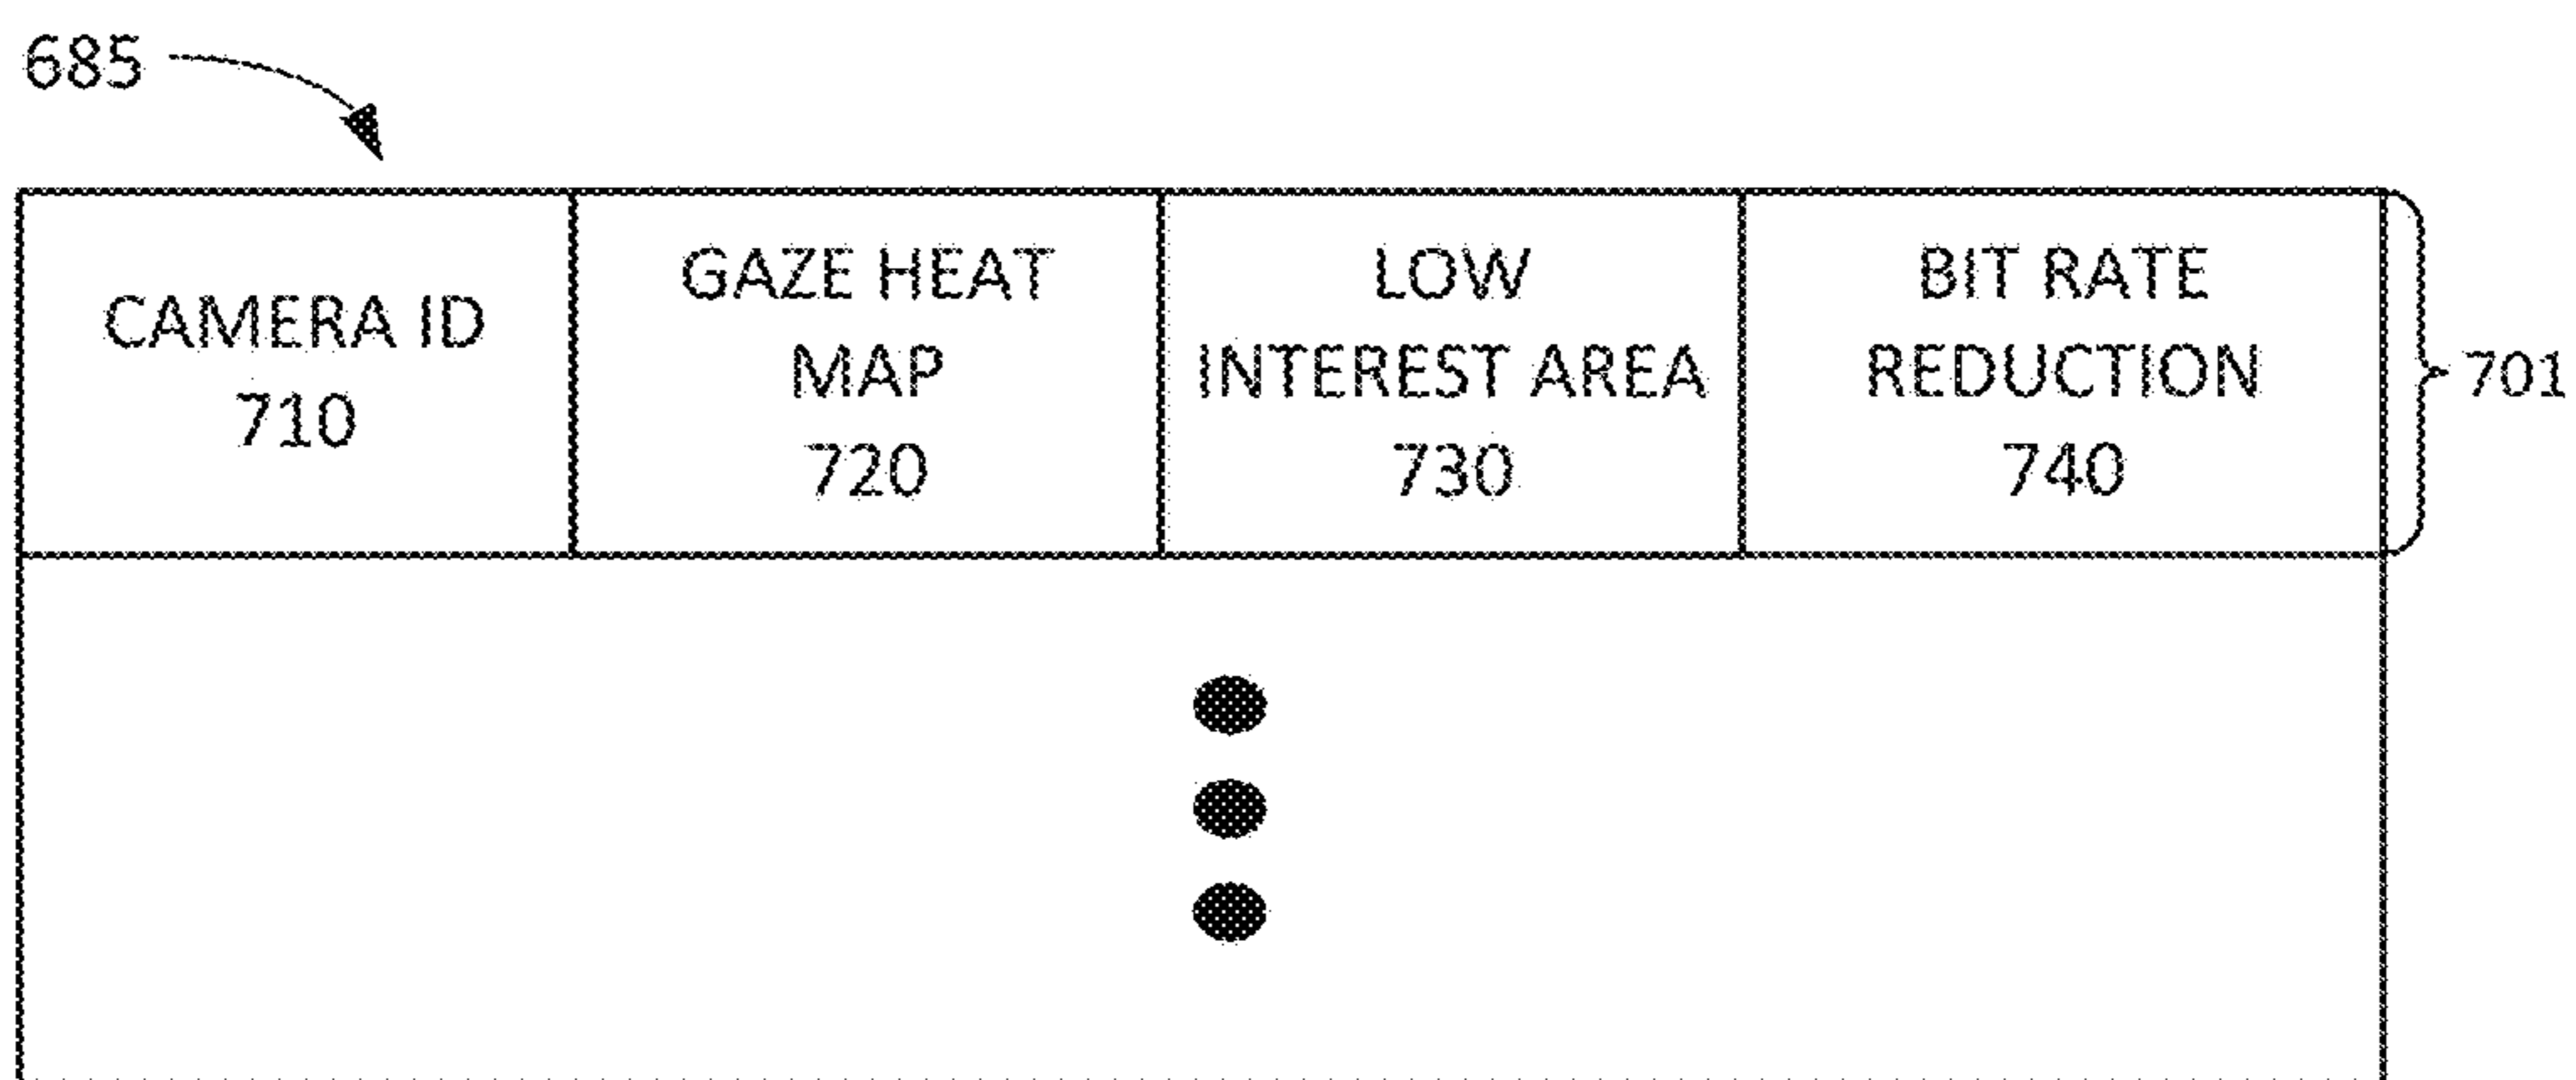 685
CAMERA ID
710
GAZE HEAT
MAP
720
LOW
INTEREST AREA
730
BIT RATE
REDUCTION
740
701